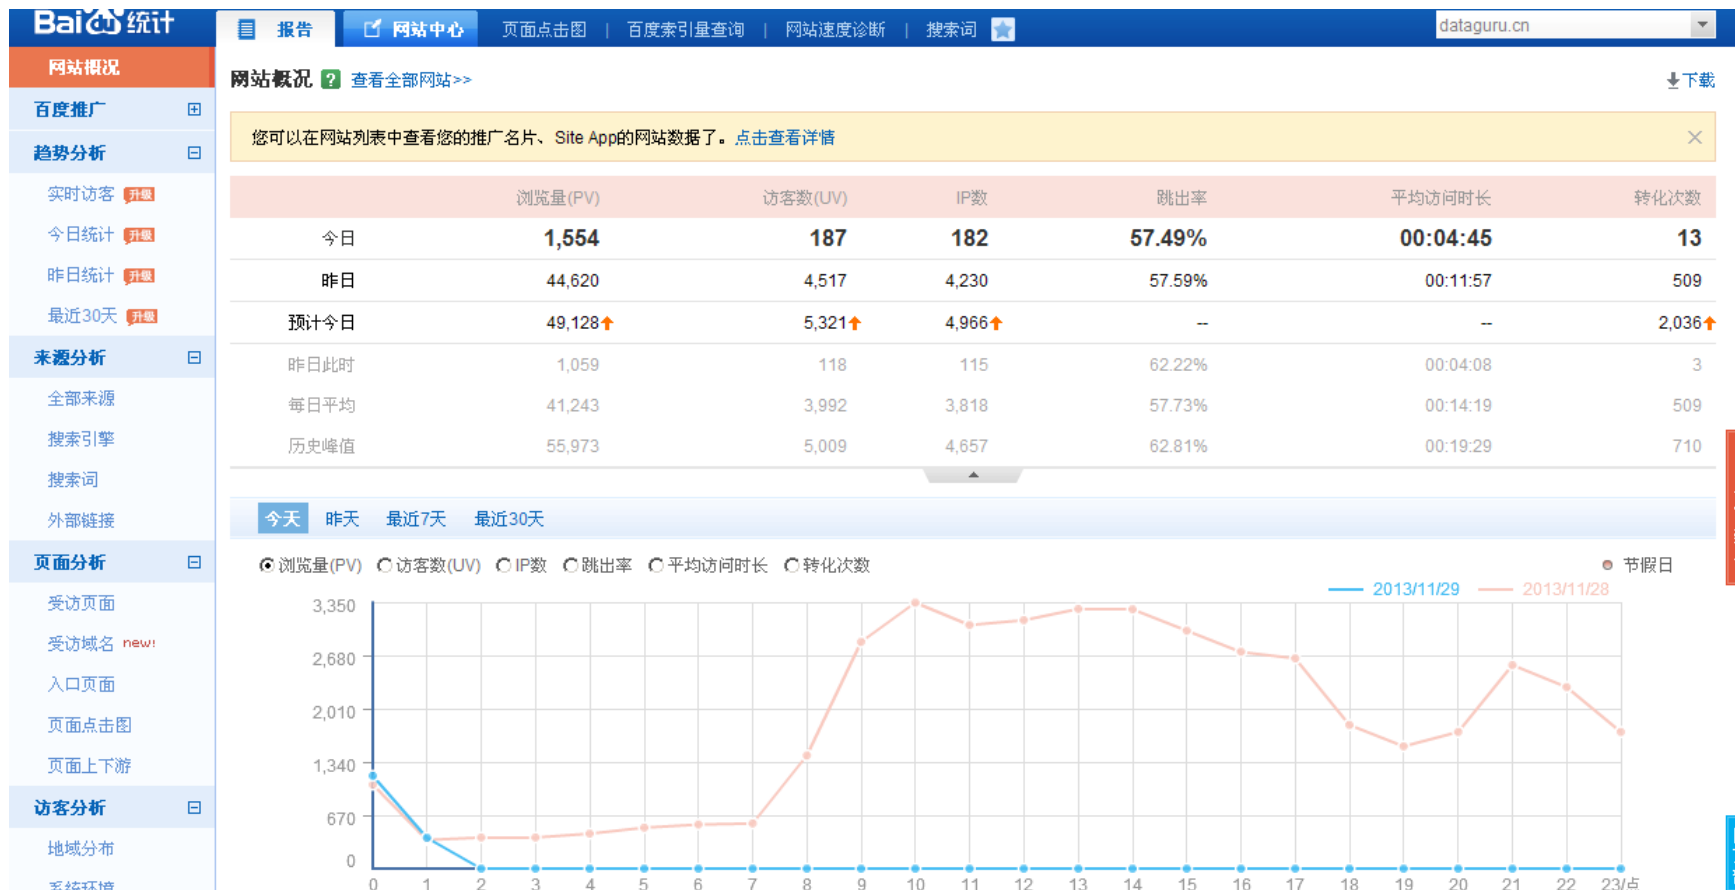 Bai du 统计
报告
网站中心
页面点击图 | 百度索引量查询 | 网站速度诊断 | 搜索词
dataguru.cn
网站概况
百度推广
趋势分析
实时访客 升级
今日统计 升级
昨日统计 升级
最近30天 升级
来源分析
全部来源
搜索引擎
搜索词
外部链接
页面分析
受访页面
受访域名 new!
入口页面
页面点击图
页面上下游
访客分析
地域分布
系统环境
网站概况 ? 查看全部网站>>
下载
您可以在网站列表中查看您的推广名片、Site App的网站数据了。点击查看详情
浏览量(PV) 访客数(UV) IP数 跳出率 平均访问时长 转化次数
今日 1,554 187 182 57.49% 00:04:45 13
昨日 44,620 4,517 4,230 57.59% 00:11:57 509
预计今日 49,128 5,321 4,966 -- -- 2,036
昨日此时 1,059 118 115 62.22% 00:04:08 3
每日平均 41,243 3,992 3,818 57.73% 00:14:19 509
历史峰值 55,973 5,009 4,657 62.81% 00:19:29 710
今天 昨天 最近7天 最近30天
浏览量(PV) 访客数(UV) IP数 跳出率 平均访问时长 转化次数
节假日
2013/11/29 2013/11/28
3,350
2,680
2,010
1,340
670
0
0 1 2 3 4 5 6 7 8 9 10 11 12 13 14 15 16 17 18 19 20 21 22 23/点